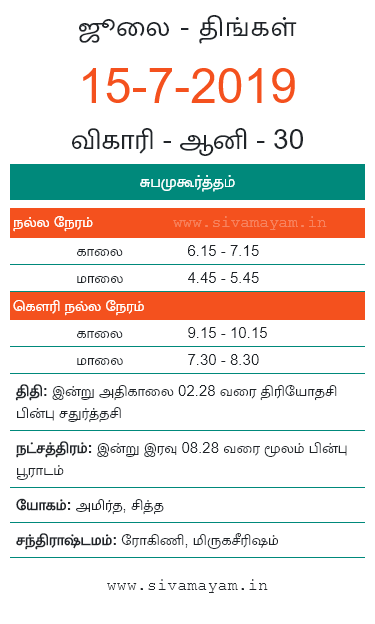 ஜூலை - திங்கள்
15-7-2019
விகாரி - ஆனி - 30
சுபமுகூர்த்தம்
நல்ல நேரம் www.sivamayam.in
காலை 6.15 - 7.15
மாலை 4.45 - 5.45
கௌரி நல்ல நேரம்
காலை 9.15 - 10.15
மாலை 7.30 - 8.30
திதி: இன்று அதிகாலை 02.28 வரை திரியோதசி
பின்பு சதுர்த்தசி
நட்சத்திரம்: இன்று இரவு 08.28 வரை மூலம் பின்பு
பூராடம்
யோகம்: அமிர்த, சித்த
சந்திராஷ்டமம்: ரோகிணி, மிருகசீரிஷம்
www.sivamayam.in